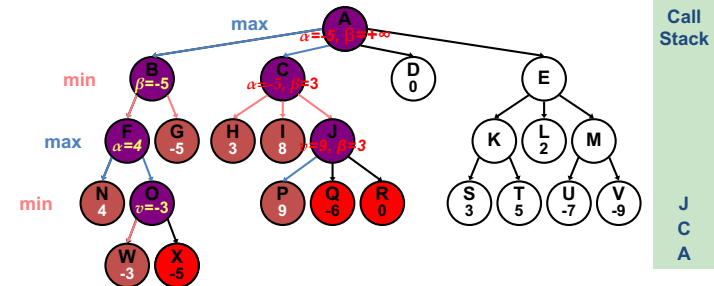 max
A
α=-5, β=+∞
Call
Stack
min
B
β=-5
C
α=-5, β=3
D
0
E
max
F
α=4
G
-5
H
3
I
8
J
v=9, β=3
K
L
2
M
min
N
4
O
v=-3
P
9
Q
-6
R
0
S
3
T
5
U
-7
V
-9
J
C
A
W
-3
X
-5